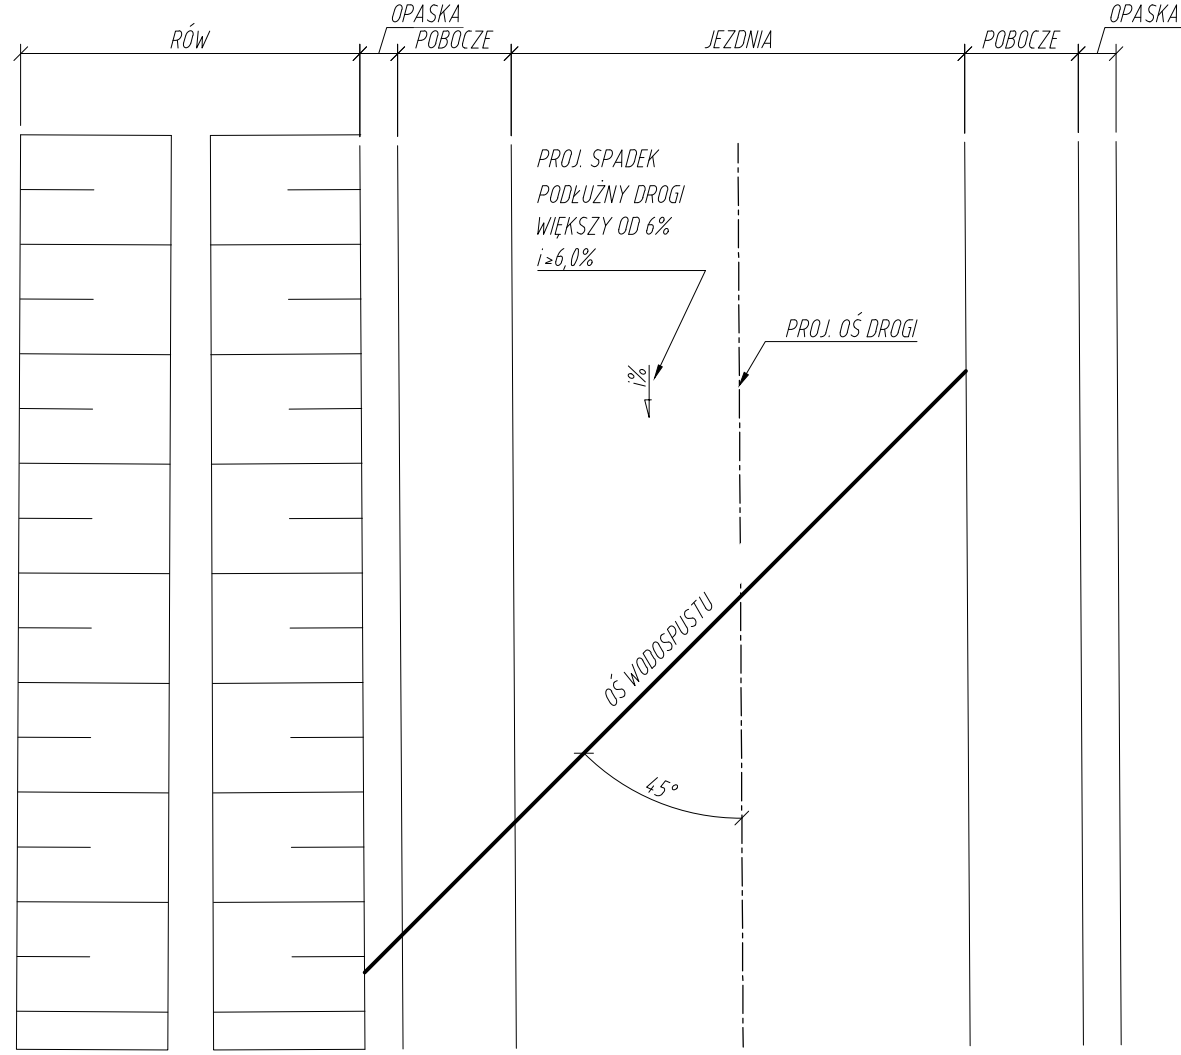 OPASKA
OPASKA
RÓW
POBOCZE
JEZDNIA
POBOCZE
PROJ. SPADEK
PODŁUŻNY DROGI
WIĘKSZY OD 6%
i≥6,0%
PROJ. OŚ DROGI
i%
OŚ WODOSPUSTU
45°